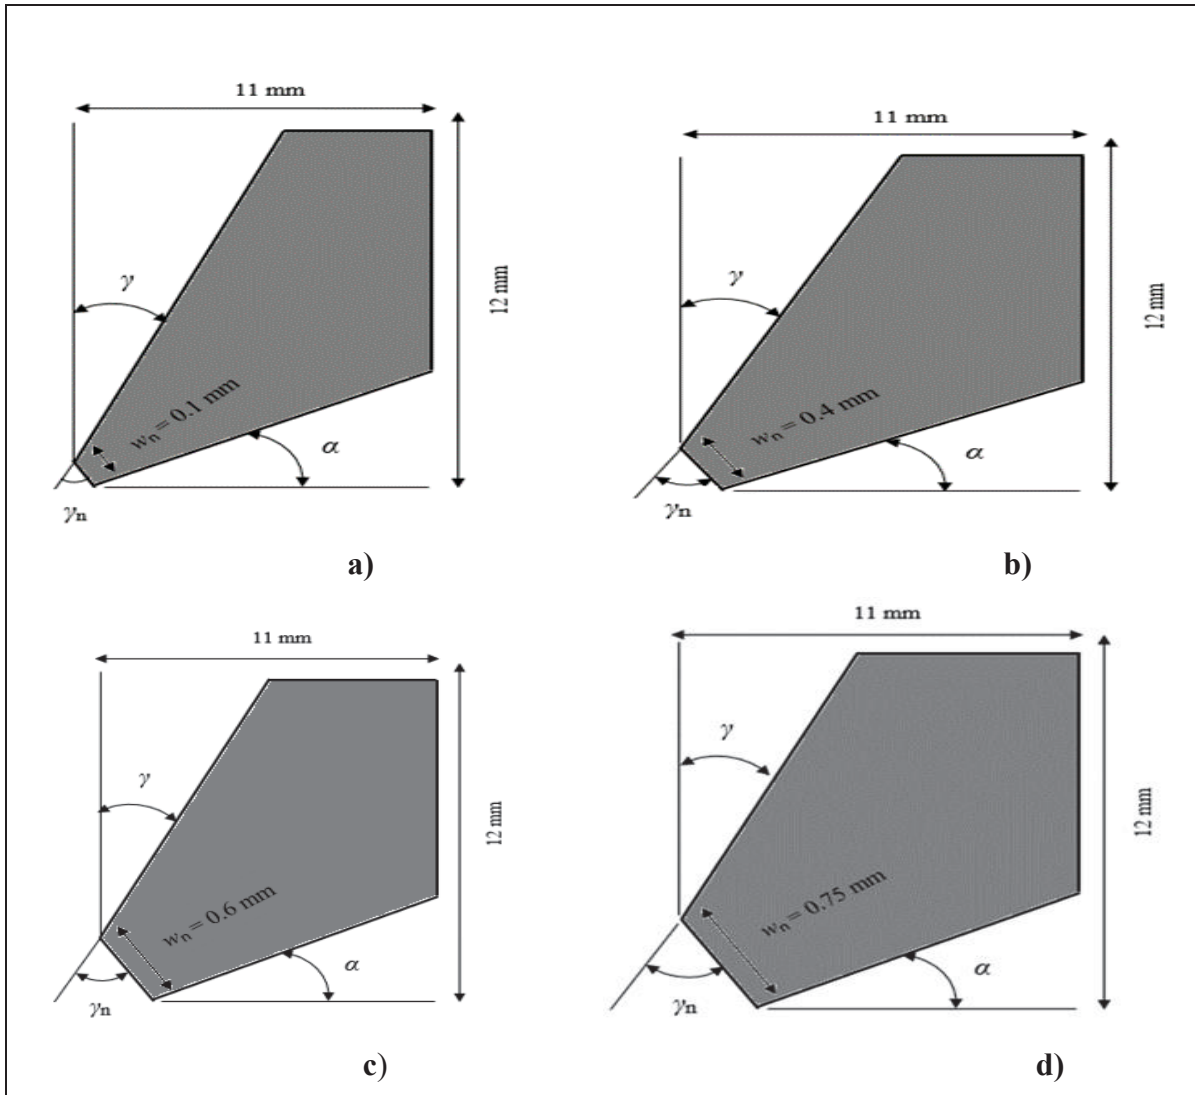 11 mm
γ
12 mm
wn = 0.1 mm
α
γn
a)
11 mm
γ
12 mm
wn = 0.4 mm
α
γn
b)
11 mm
γ
12 mm
wn = 0.6 mm
α
γn
c)
11 mm
γ
12 mm
wn = 0.75 mm
α
γn
d)